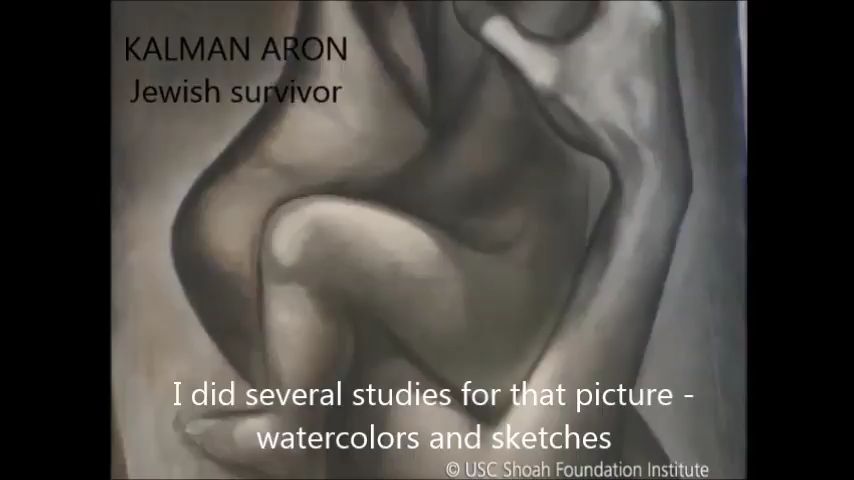 KALMAN ARON
Jewish survivor
I did several studies for that picture -
watercolors and sketches
© USC Shoah Foundation Institute